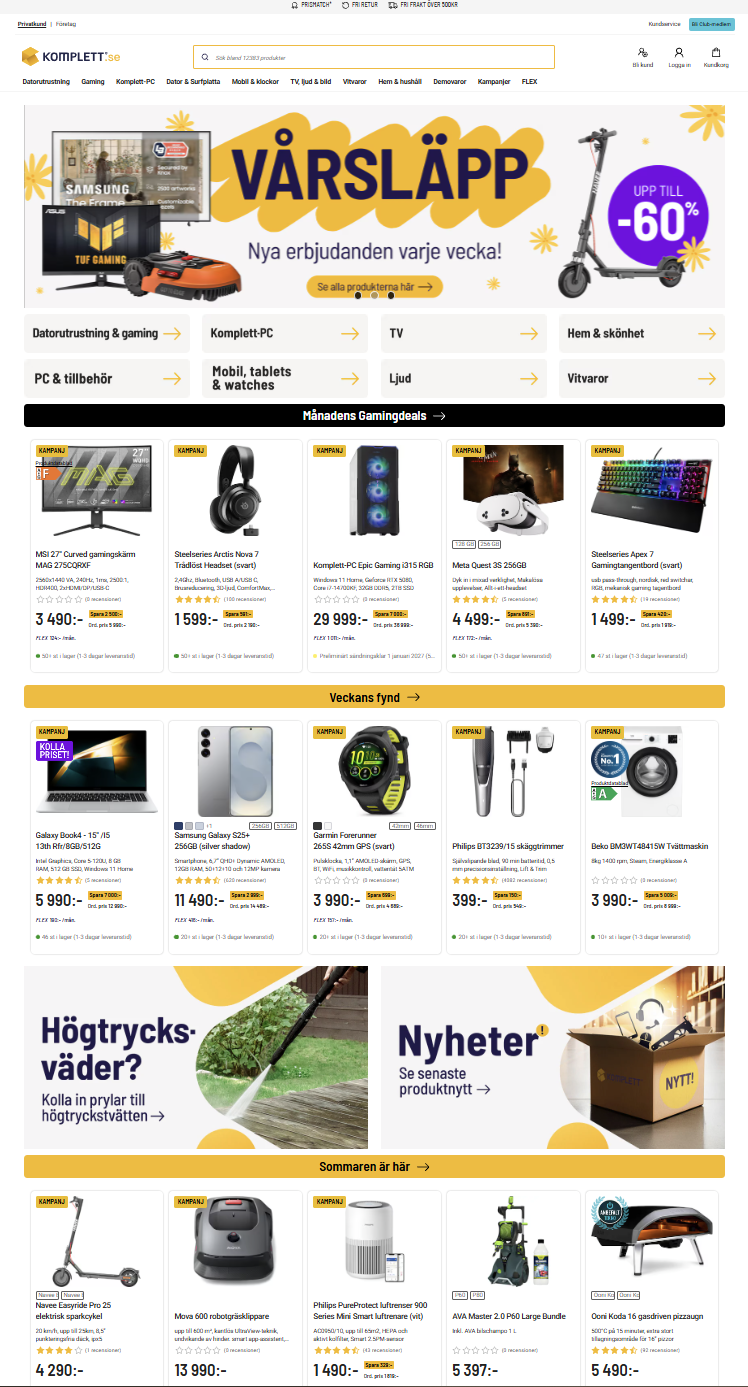 PRISMATCH* FRI RETUR FRI FRAKT ÖVER 500KR
Privatkund | Företag Kundservice Bli Club-medlem
KOMPLETT.se Sök bland 12383 produkter Bli kund Logga in Kundkorg
Datorutrustning Gaming Komplett-PC Dator & Surfplatta Mobil & klockor TV, ljud & bild Vitvaror Hem & hushåll Demovaror Kampanjer FLEX
VÅRSLÄPP
Nya erbjudanden varje vecka!
Se alla produkterna här
UPP TILL
-60%
SAMSUNG
The Frame
ASUS
TUF GAMING
Datorutrustning & gaming
Komplett-PC
TV
Hem & skönhet
PC & tillbehör
Mobil, tablets
& watches
Ljud
Vitvaror
Månadens Gamingdeals
KAMPANJ
Produktdatablad
F
27"
MAG
MSI 27" Curved gamingskärm
MAG 275CQRXF
2560x1440 VA, 240Hz, 1ms, 2500:1,
HDR400, 2xHDMI/DP/USB-C
(0 recensioner)
3 490:-
Spara 2 500:-
Ord. pris 5 990:-
FLEX 124:- /mån.
50+ st i lager (1-3 dagar leveranstid)
KAMPANJ
Steelseries Arctis Nova 7
Trådlöst Headset (svart)
2,4Ghz, Bluetooth, USB A/USB C,
Brusreducering, 3D-ljud, ComfortMax,...
(100 recensioner)
1 599:-
Spara 591:-
Ord. pris 2 190:-
50+ st i lager (1-3 dagar leveranstid)
KAMPANJ
Komplett-PC Epic Gaming i315 RGB
Windows 11 Home, Geforce RTX 5080,
Core i7-14700KF, 32GB DDR5, 2TB SSD
(0 recensioner)
29 999:-
Spara 7 000:-
Ord. pris 36 999:-
FLEX 1 011:- /mån.
Preliminärt sändningsklar 1 januari 2027 (5...
KAMPANJ
128 GB 256 GB
Meta Quest 3S 256GB
Dyk in i mixad verklighet, Makalösa
upplevelser, Allt-i-ett-headset
(5 recensioner)
4 499:-
Spara 891:-
Ord. pris 5 390:-
FLEX 172:- /mån.
50+ st i lager (1-3 dagar leveranstid)
KAMPANJ
Steelseries Apex 7
Gamingtangentbord (svart)
usb pass-through, nordisk, red switchar,
RGB, mekanisk gaming tagentbord
(19 recensioner)
1 499:-
Spara 420:-
Ord. pris 1 919:-
47 st i lager (1-3 dagar leveranstid)
Veckans fynd
KAMPANJ
KOLLA
PRISET!
Galaxy Book4 - 15" /I5
13th Rfr/8GB/512G
Intel Graphics, Core 5-120U, 8 GB
RAM, 512 GB SSD, Windows 11 Home
(5 recensioner)
5 990:-
Spara 7 000:-
Ord. pris 12 990:-
FLEX 193:- /mån.
46 st i lager (1-3 dagar leveranstid)
+1 256GB 512GB
Samsung Galaxy S25+
256GB (silver shadow)
Smartphone, 6,7" QHD+ Dynamic AMOLED,
12GB RAM, 50+12+10 och12MP kamera
(620 recensioner)
11 490:-
Spara 2 999:-
Ord. pris 14 489:-
FLEX 416:- /mån.
20+ st i lager (1-3 dagar leveranstid)
KAMPANJ
42mm 46mm
Garmin Forerunner
265S 42mm GPS (svart)
Pulsklocka, 1,1" AMOLED-skärm, GPS,
BT, WiFi, musikkontroll, vattentät 5ATM
(0 recensioner)
3 990:-
Spara 699:-
Ord. pris 4 689:-
FLEX 157:- /mån.
20+ st i lager (1-3 dagar leveranstid)
KAMPANJ
Philips BT3239/15 skäggtrimmer
Självslipande blad, 90 min batteritid, 0,5
mm precisionsinställning, Lift & Trim
(4382 recensioner)
399:-
Spara 150:-
Ord. pris 549:-
20+ st i lager (1-3 dagar leveranstid)
KAMPANJ
No. 1
Produktdatablad
A
Beko BM3WT48415W Tvättmaskin
8kg 1400 rpm, Steam, Energiklasse A
(0 recensioner)
3 990:-
Spara 5 009:-
Ord. pris 8 999:-
10+ st i lager (1-3 dagar leveranstid)
Högtrycks-
väder?
Kolla in prylar till
högtryckstvätten
Nyheter!
Se senaste
produktnytt
KOMPLETT
NYTT!
Sommaren är här
KAMPANJ
Navee Easyride Pro 25
elektrisk sparkcykel
20 km/h, upp till 25km, 8,5"
punkteringsfria däck, ipx5
(1 recensioner)
4 290:-
KAMPANJ
Mova 600 robotgräsklippare
upp till 600 m², kantlös UltraView-teknik,
undvikande av hinder, smart app-assistent,...
(0 recensioner)
13 990:-
KAMPANJ
Philips PureProtect luftrenser 900
1 Series Mini Smart luftrenare (vit)
AC0950/10, upp till 65m2, HEPA och
aktivt kolfilter, Smart 2.5PM-sensor
(43 recensioner)
1 490:-
Spara 329:-
Ord. pris 1 819:-
P60 P80
AVA Master 2.0 P60 Large Bundle
Inkl. AVA bilschampo 1 L
(0 recensioner)
5 397:-
ANBEFALT
Ooni Ko Ooni Ko
Ooni Koda 16 gasdriven pizzaugn
500°C på 15 minuter, extra stort
tillagningsområde för 16" pizzor
(92 recensioner)
5 490:-